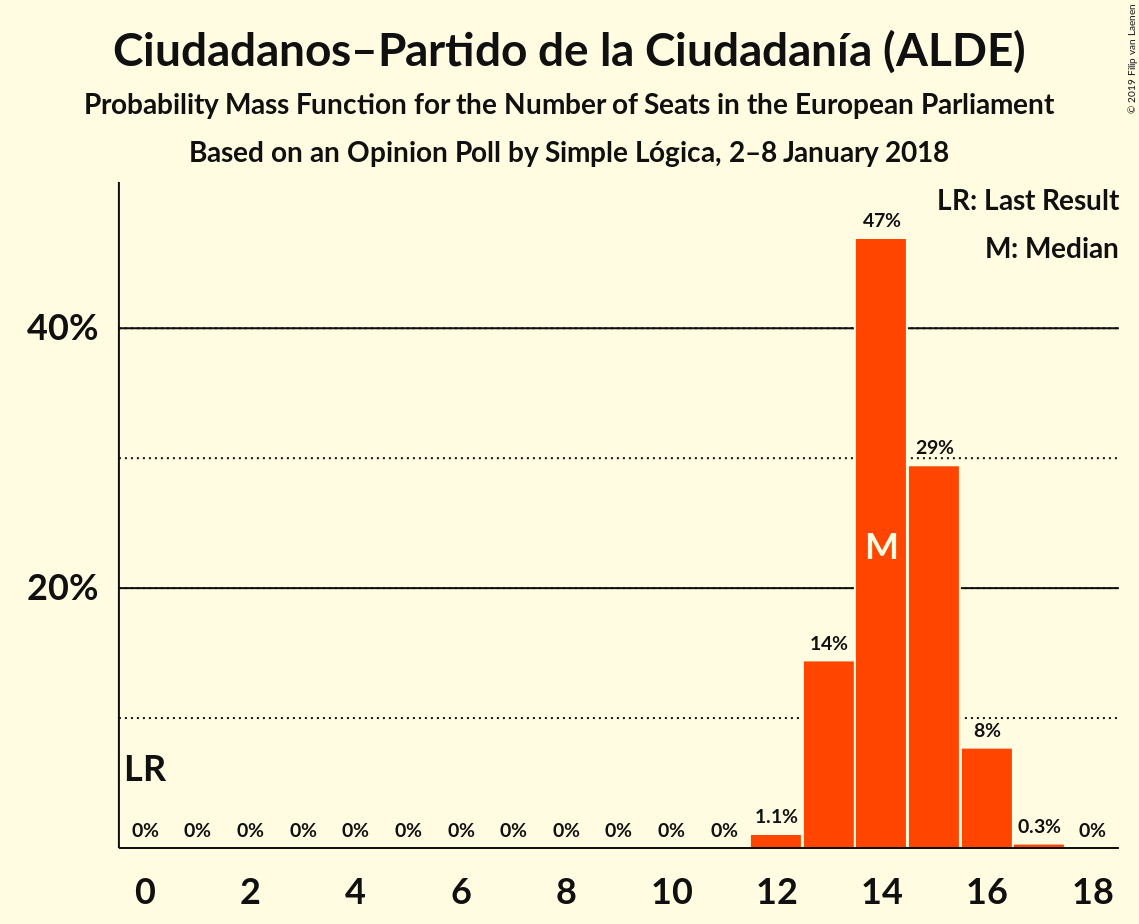 Ciudadanos–Partido de la Ciudadanía (ALDE)
Probability Mass Function for the Number of Seats in the European Parliament
Based on an Opinion Poll by Simple Lógica, 2–8 January 2018
© 2019 Filip van Laenen
LR: Last Result
M: Median
47%
40%
29%
M
20%
14%
8%
LR
0% 0% 0% 0% 0% 0% 0% 0% 0% 0% 0% 0% 1.1% 0.3% 0%
0 2 4 6 8 10 12 14 16 18